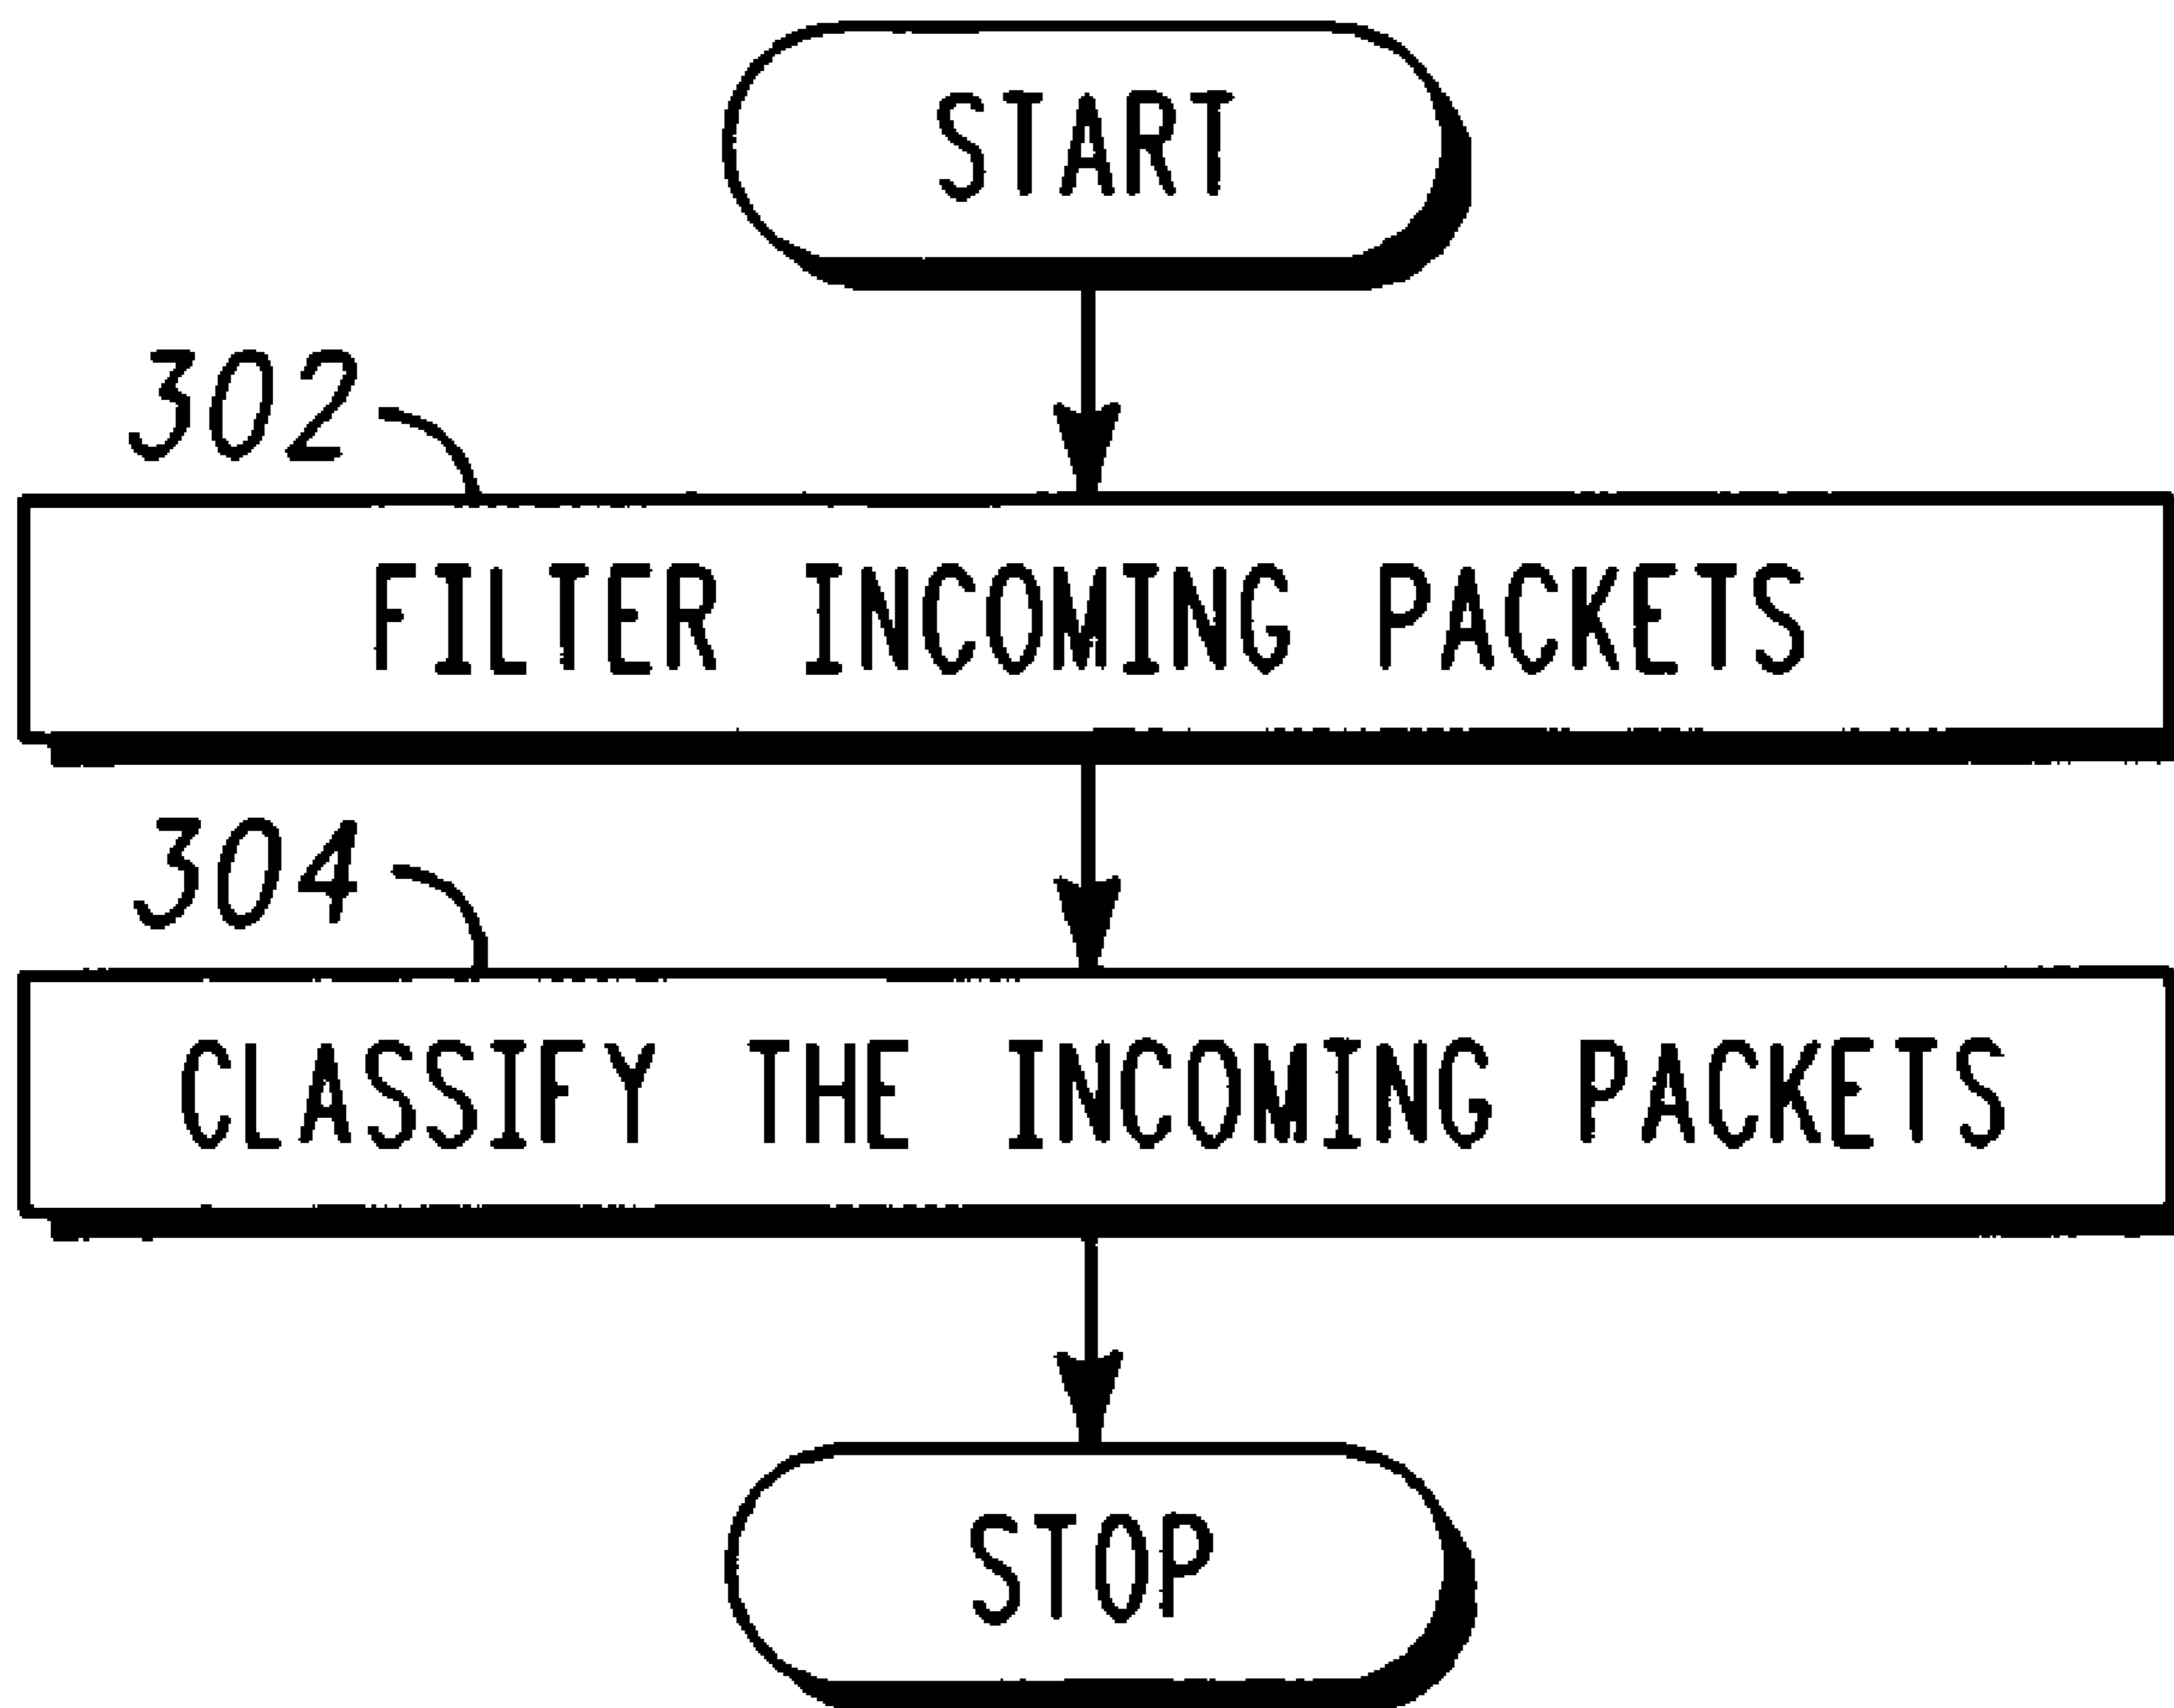 START
302
FILTER INCOMING PACKETS
304
CLASSIFY THE INCOMING PACKETS
STOP